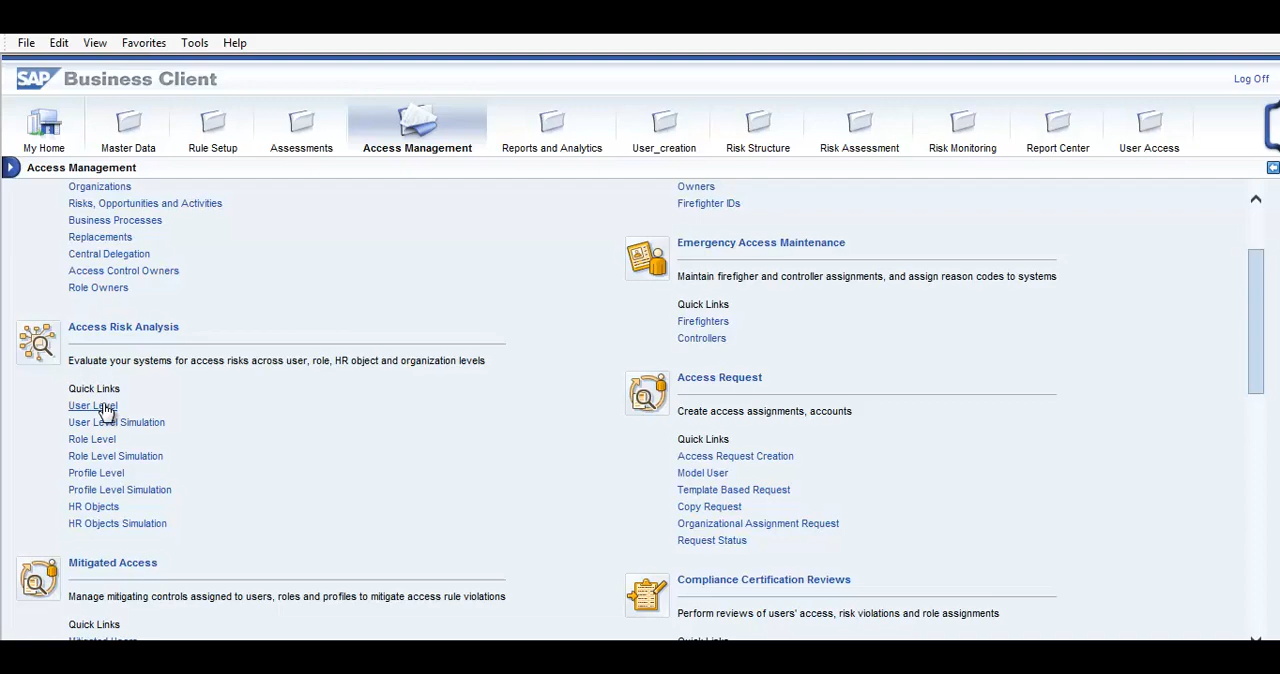 File Edit View Favorites Tools Help
SAP Business Client
Log Off
My Home Master Data Rule Setup Assessments Access Management Reports and Analytics User_creation Risk Structure Risk Assessment Risk Monitoring Report Center User Access
Access Management
Organizations
Risks, Opportunities and Activities
Business Processes
Replacements
Central Delegation
Access Control Owners
Role Owners
Access Risk Analysis
Evaluate your systems for access risks across user, role, HR object and organization levels
Quick Links
User Level
User Level Simulation
Role Level
Role Level Simulation
Profile Level
Profile Level Simulation
HR Objects
HR Objects Simulation
Mitigated Access
Manage mitigating controls assigned to users, roles and profiles to mitigate access rule violations
Quick Links
Owners
Firefighter IDs
Emergency Access Maintenance
Maintain firefigher and controller assignments, and assign reason codes to systems
Quick Links
Firefighters
Controllers
Access Request
Create access assignments, accounts
Quick Links
Access Request Creation
Model User
Template Based Request
Copy Request
Organizational Assignment Request
Request Status
Compliance Certification Reviews
Perform reviews of users' access, risk violations and role assignments